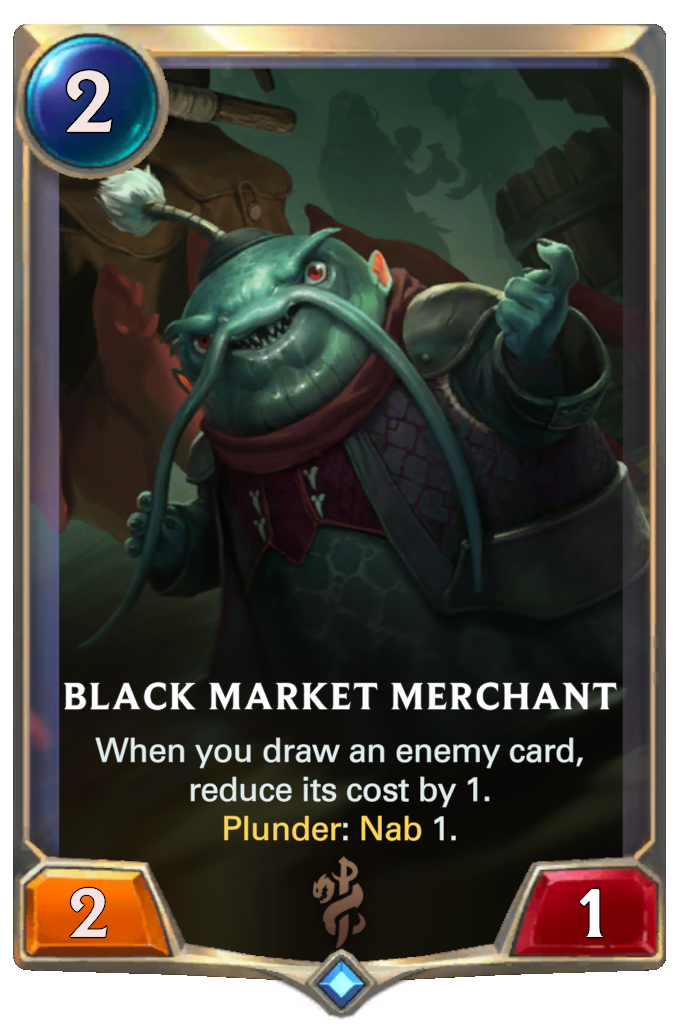 2
BLACK MARKET MERCHANT
When you draw an enemy card,
reduce its cost by 1.
Plunder: Nab 1.
2
1